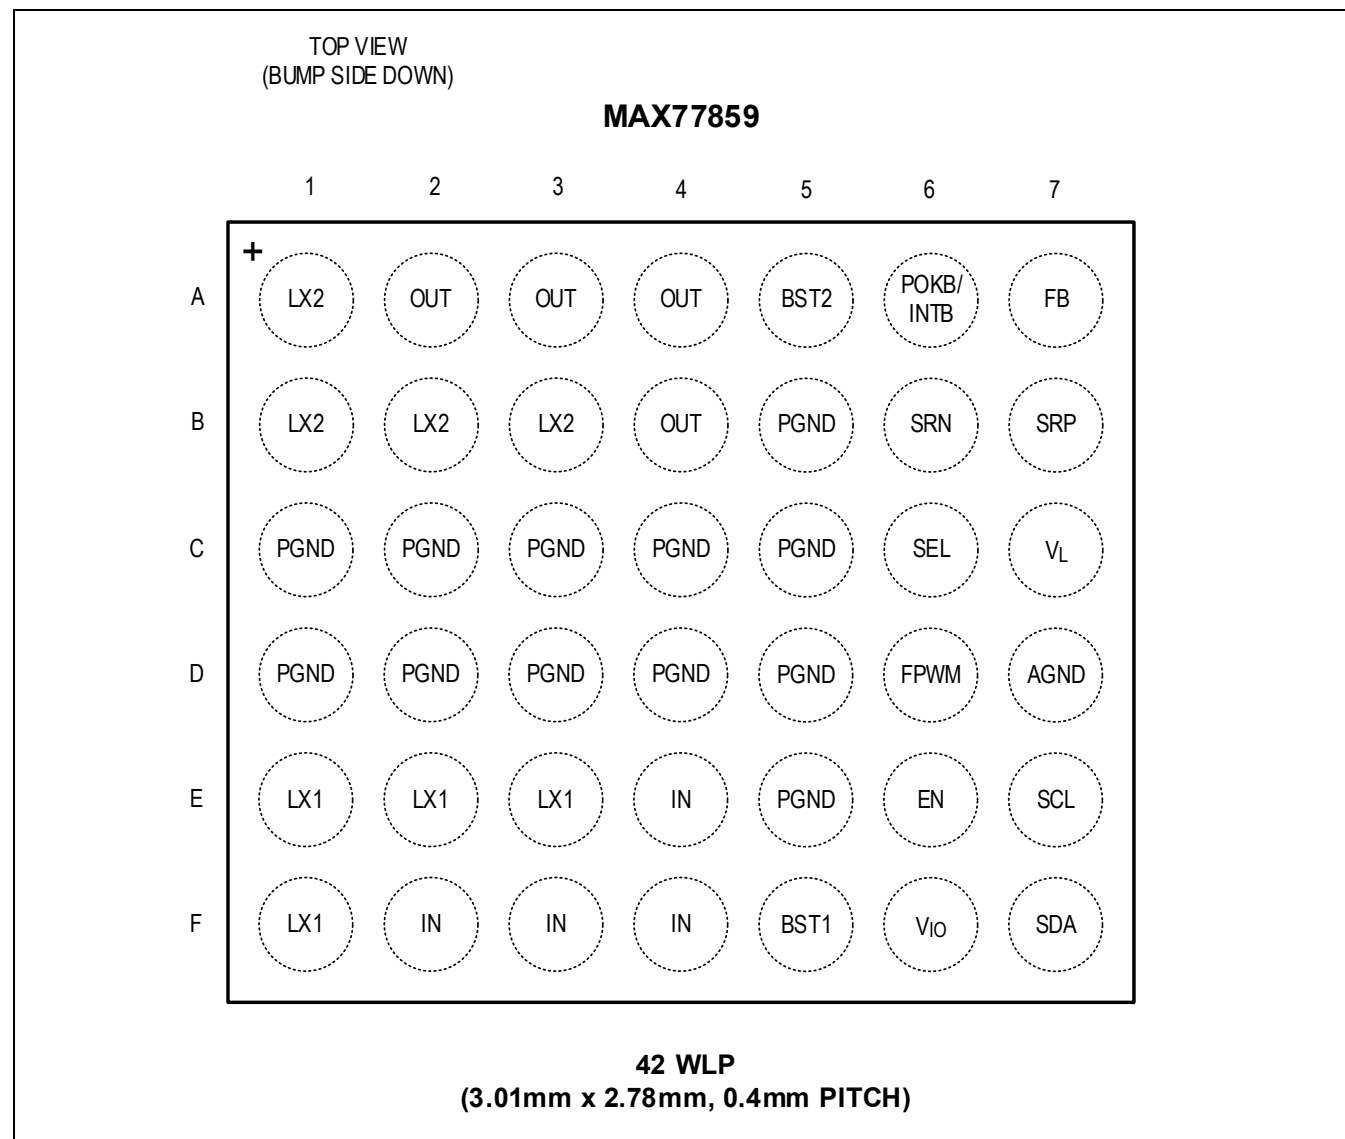 TOP VIEW
(BUMP SIDE DOWN)
MAX77859
1 2 3 4 5 6 7
+
A LX2 OUT OUT OUT BST2 POKB/
INTB FB
B LX2 LX2 LX2 OUT PGND SRN SRP
C PGND PGND PGND PGND PGND SEL VL
D PGND PGND PGND PGND PGND FPWM AGND
E LX1 LX1 LX1 IN PGND EN SCL
F LX1 IN IN IN BST1 VIO SDA
42 WLP
(3.01mm x 2.78mm, 0.4mm PITCH)